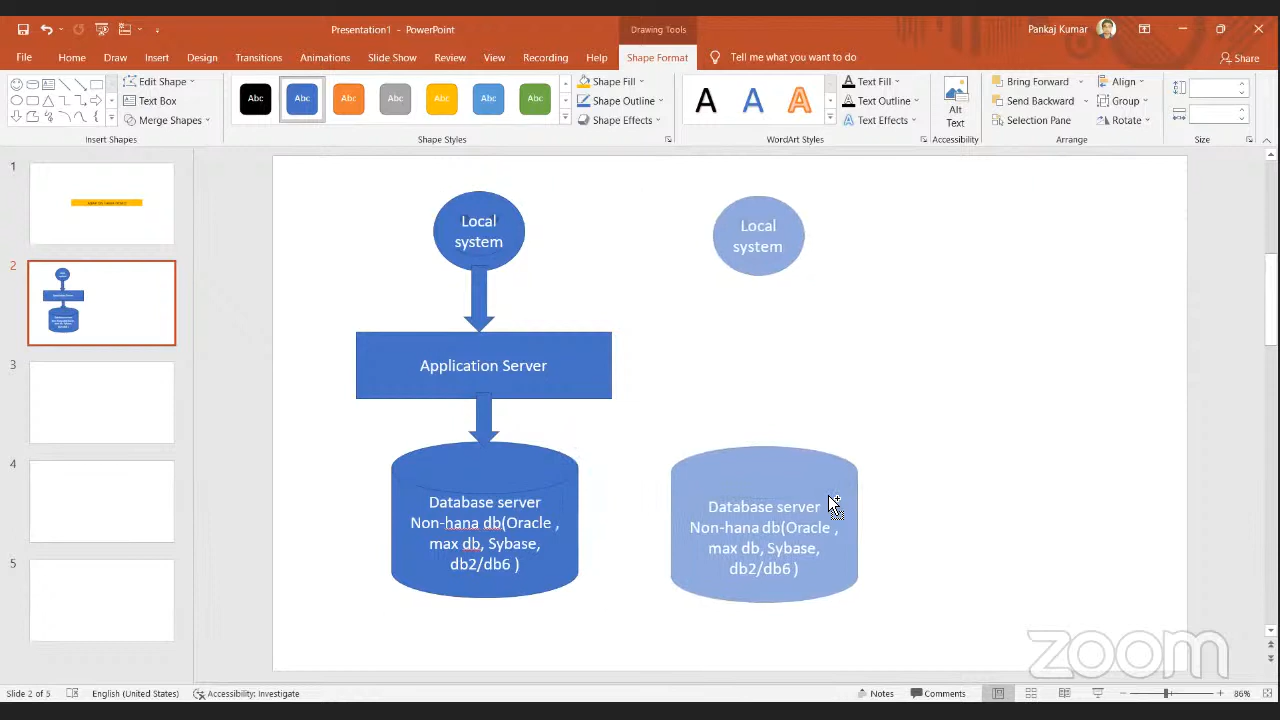 Presentation1 - PowerPoint
Drawing Tools
Pankaj Kumar
File
Home
Draw
Insert
Design
Transitions
Animations
Slide Show
Review
View
Recording
Help
Shape Format
Tell me what you want to do
Share
Edit Shape
Text Box
Merge Shapes
Insert Shapes
Abc
Abc
Abc
Abc
Abc
Abc
Abc
Shape Fill
Shape Outline
Shape Effects
Shape Styles
A
A
A
Text Fill
Text Outline
Text Effects
WordArt Styles
Alt
Text
Accessibility
Bring Forward
Send Backward
Selection Pane
Align
Group
Rotate
Arrange
Size
1
2
3
4
5
Local
system
Application Server
Database server
Non-hana db(Oracle ,
max db, Sybase,
db2/db6 )
Local
system
Database server
Non-hana db(Oracle ,
max db, Sybase,
db2/db6 )
zoom
Slide 2 of 5
English (United States)
Accessibility: Investigate
Notes
Comments
86%